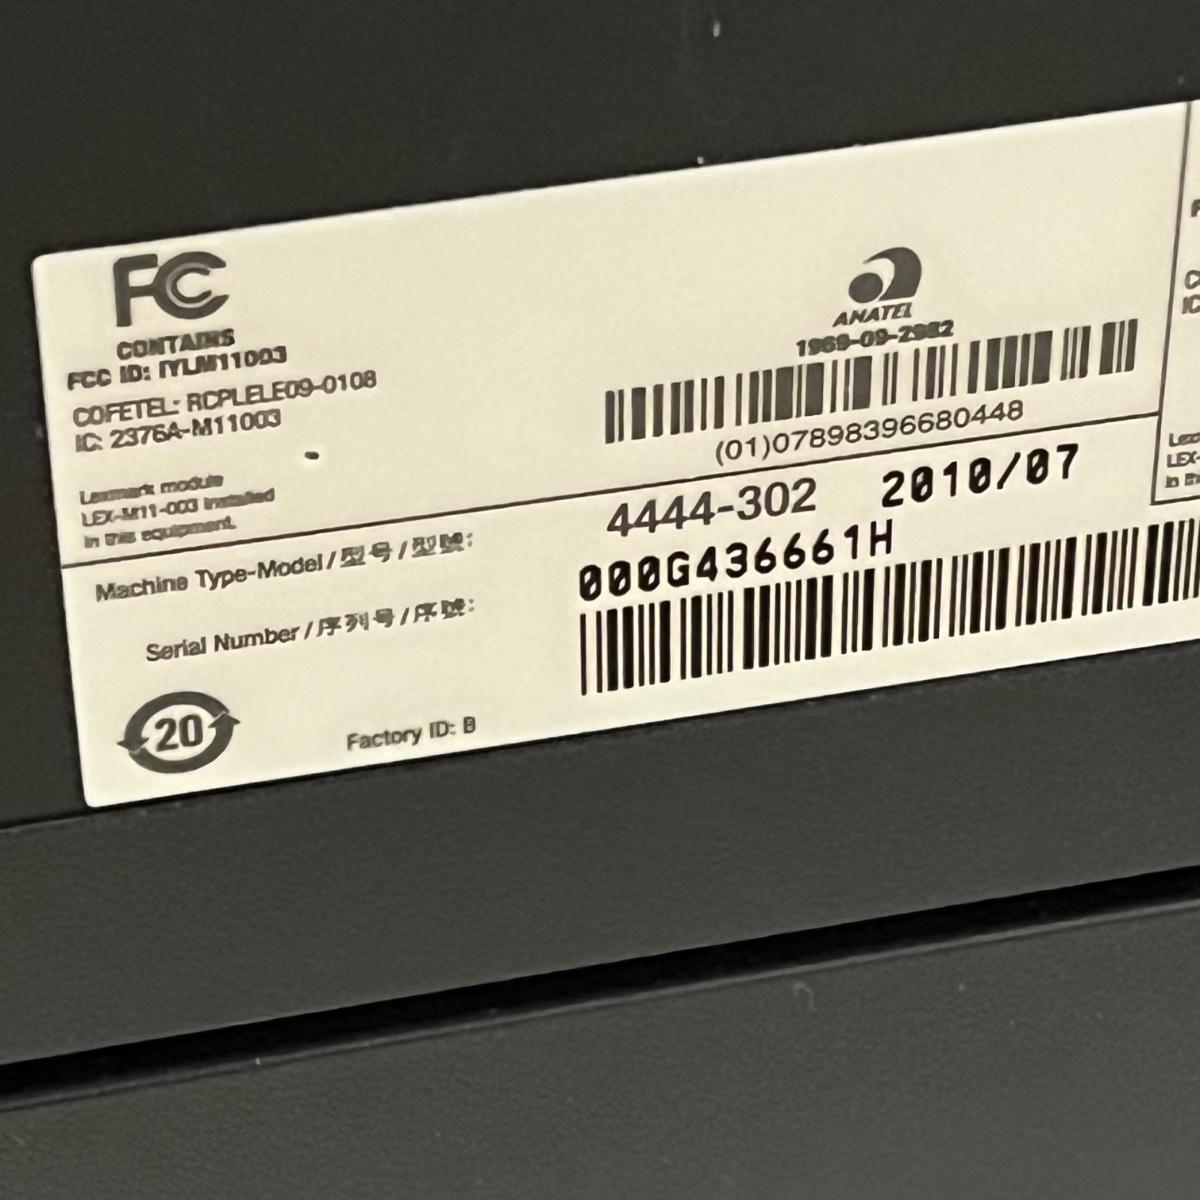 FC
CONTAINS
FCC ID: IYLM11003
COFETEL: RCPLELE09-0108
IC: 2376A-M11003
Lexmark module
LEX-M11-003 installed
in this equipment.
ANATEL
1969-09-2982
(01)07898396680448
Machine Type-Model / 型号 / 型號: 4444-302 2010/07
000G436661H
Serial Number / 序列号 / 序號:
20
Factory ID: B